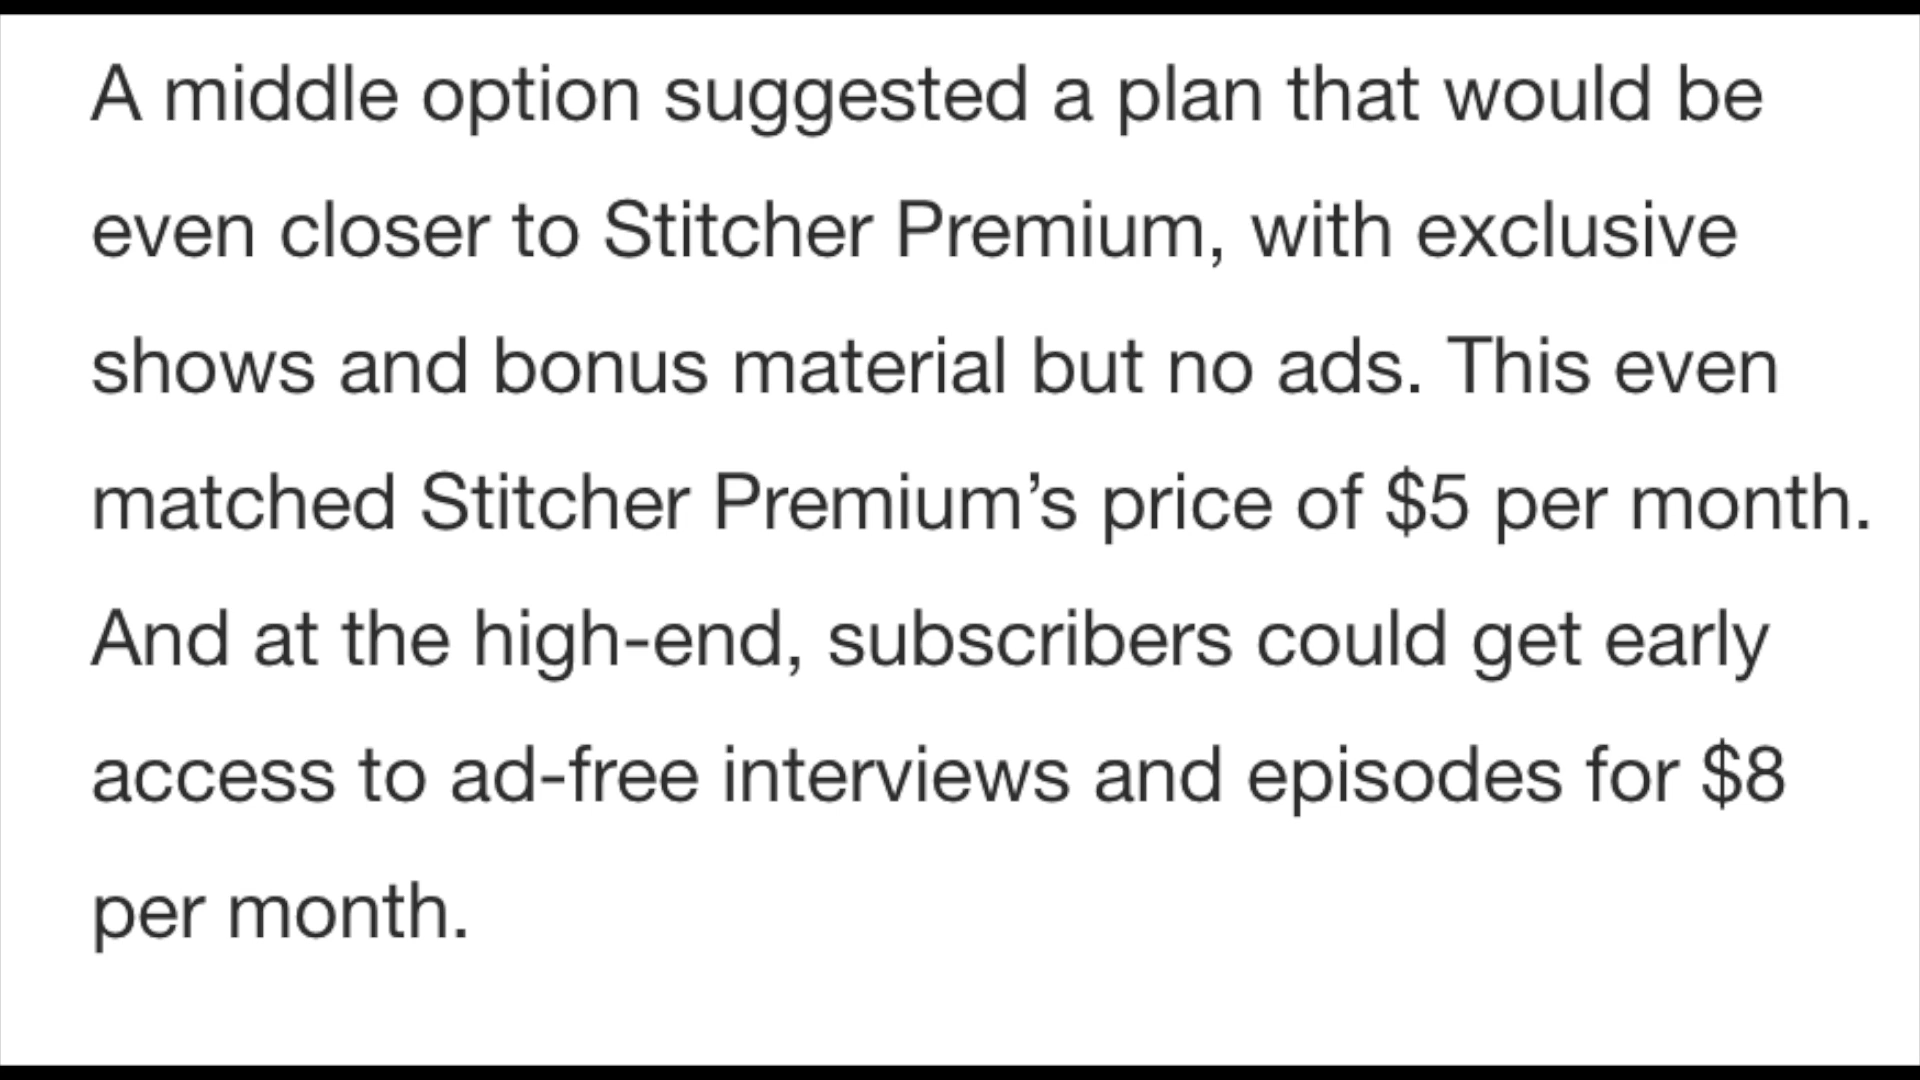 A middle option suggested a plan that would be
even closer to Stitcher Premium, with exclusive
shows and bonus material but no ads. This even
matched Stitcher Premium’s price of $5 per month.
And at the high-end, subscribers could get early
access to ad-free interviews and episodes for $8
per month.